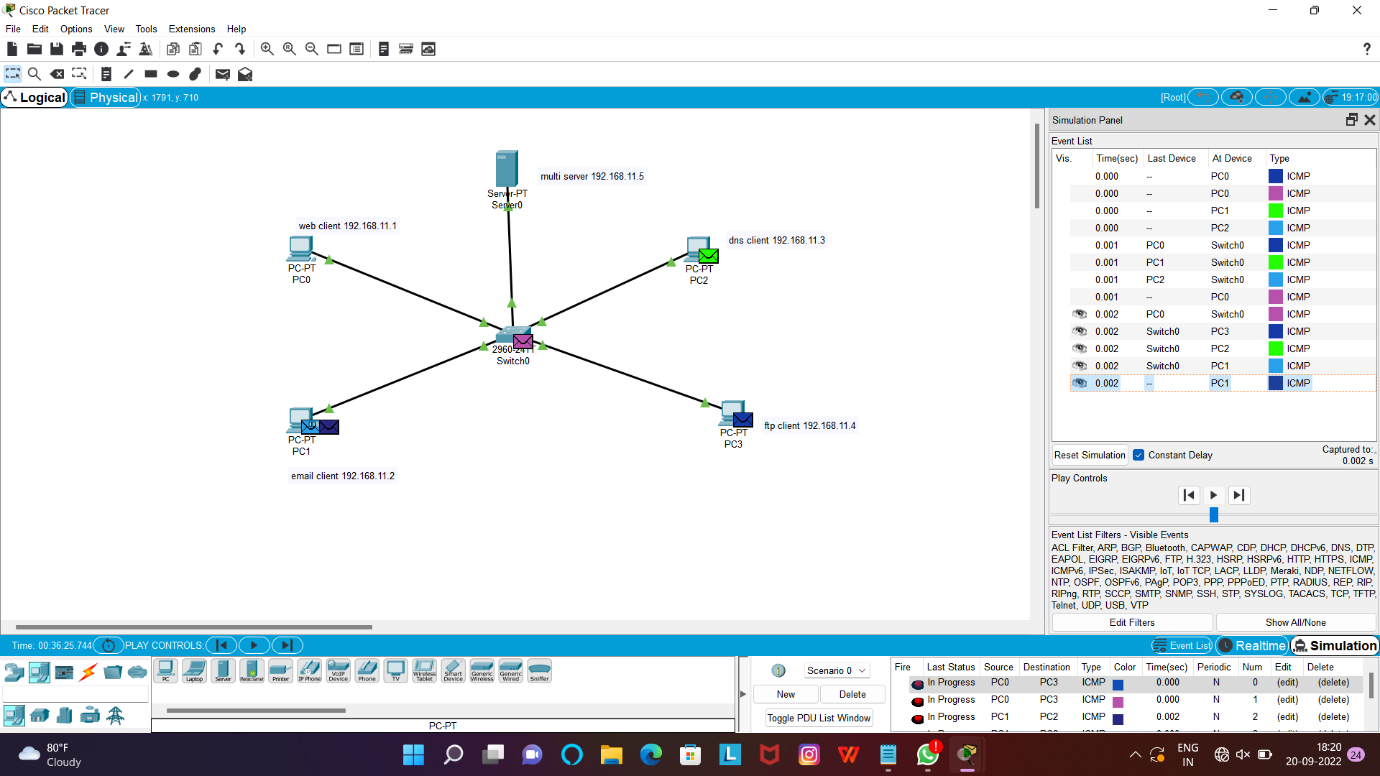 Cisco Packet Tracer
File Edit Options View Tools Extensions Help
?
Logical Physical x: 1791, y: 710 [Root] 19:17:00
Simulation Panel
Event List
Vis. Time(sec) Last Device At Device Type
0.000 -- PC0 ICMP
0.000 -- PC0 ICMP
0.000 -- PC1 ICMP
0.000 -- PC2 ICMP
0.001 PC0 Switch0 ICMP
0.001 PC1 Switch0 ICMP
0.001 PC2 Switch0 ICMP
0.001 -- PC0 ICMP
0.002 PC0 Switch0 ICMP
0.002 Switch0 PC3 ICMP
0.002 Switch0 PC2 ICMP
0.002 Switch0 PC1 ICMP
0.002 -- PC1 ICMP
Reset Simulation Constant Delay Captured to:
0.002 s
Play Controls
Event List Filters - Visible Events
ACL Filter, ARP, BGP, Bluetooth, CAPWAP, CDP, DHCP, DHCPv6, DNS, DTP,
EAPOL, EIGRP, EIGRPv6, FTP, H.323, HSRP, HSRPv6, HTTP, HTTPS, ICMP,
ICMPv6, IPSec, ISAKMP, IoT, IoT TCP, LACP, LLDP, Meraki, NDP, NETFLOW,
NTP, OSPF, OSPFv6, PAgP, POP3, PPP, PPPoED, PTP, RADIUS, REP, RIP,
RIPng, RTP, SCCP, SMTP, SNMP, SSH, STP, SYSLOG, TACACS, TCP, TFTP,
Telnet, UDP, USB, VTP
Edit Filters Show All/None
multi server 192.168.11.5
Server-PT
Server0
web client 192.168.11.1
PC-PT
PC0
dns client 192.168.11.3
PC-PT
PC2
Switch0
PC-PT
PC1
email client 192.168.11.2
PC-PT
PC3
ftp client 192.168.11.4
Time: 00:36:25.744 PLAY CONTROLS: Event List Realtime Simulation
PC Laptop Server Printer IP Phone VoIP Device Phone TV Wireless Tablet Smart Device Generic Wireless Generic Wired Sniffer
PC-PT
Scenario 0
New Delete
Toggle PDU List Window
Fire Last Status Source Destination Type Color Time(sec) Periodic Num Edit Delete
In Progress PC0 PC3 ICMP 0.000 N 0 (edit) (delete)
In Progress PC0 PC3 ICMP 0.000 N 1 (edit) (delete)
In Progress PC1 PC2 ICMP 0.002 N 2 (edit) (delete)
80°F
Cloudy
ENG
IN
18:20
20-09-2022
24